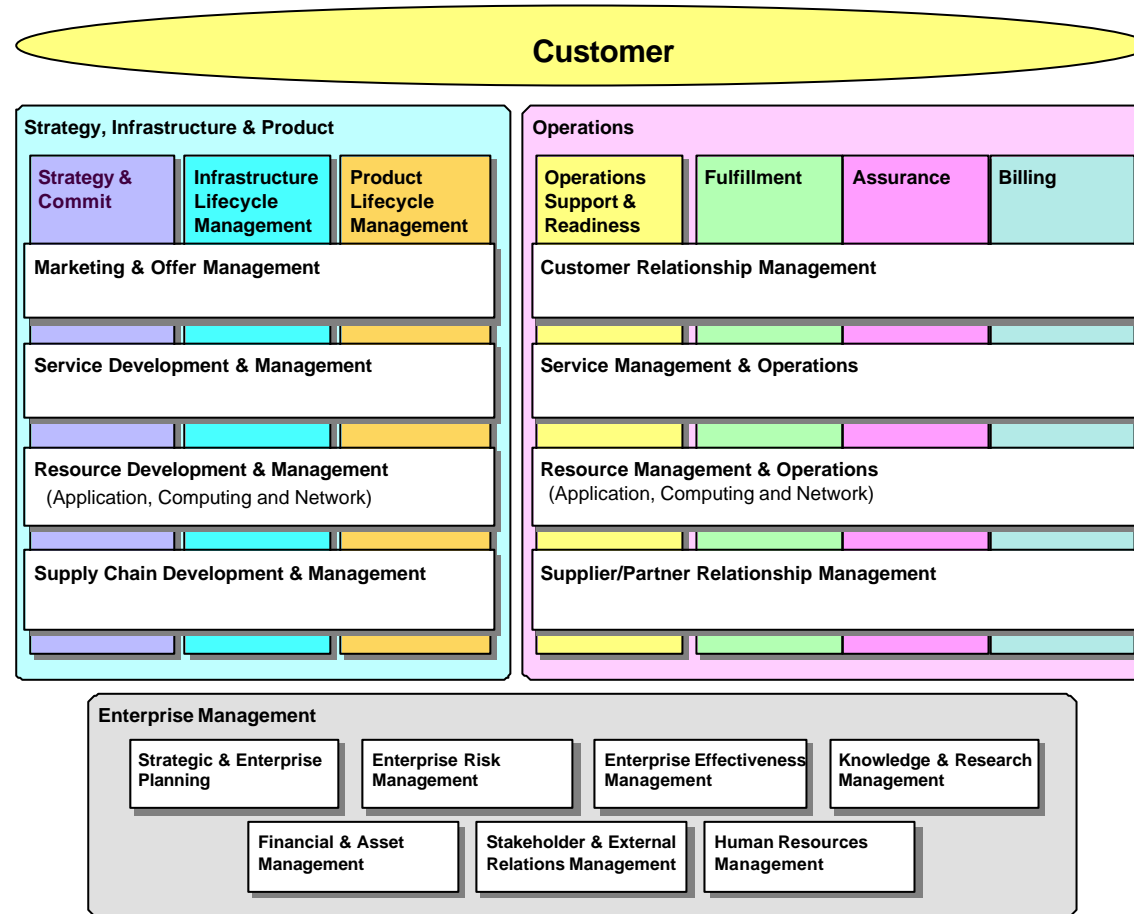 Customer
Strategy, Infrastructure & Product
Strategy &
Commit
Infrastructure
Lifecycle
Management
Product
Lifecycle
Management
Marketing & Offer Management
Service Development & Management
Resource Development & Management
(Application, Computing and Network)
Supply Chain Development & Management
Operations
Operations
Support &
Readiness
Fulfillment
Assurance
Billing
Customer Relationship Management
Service Management & Operations
Resource Management & Operations
(Application, Computing and Network)
Supplier/Partner Relationship Management
Enterprise Management
Strategic & Enterprise
Planning
Enterprise Risk
Management
Enterprise Effectiveness
Management
Knowledge & Research
Management
Financial & Asset
Management
Stakeholder & External
Relations Management
Human Resources
Management